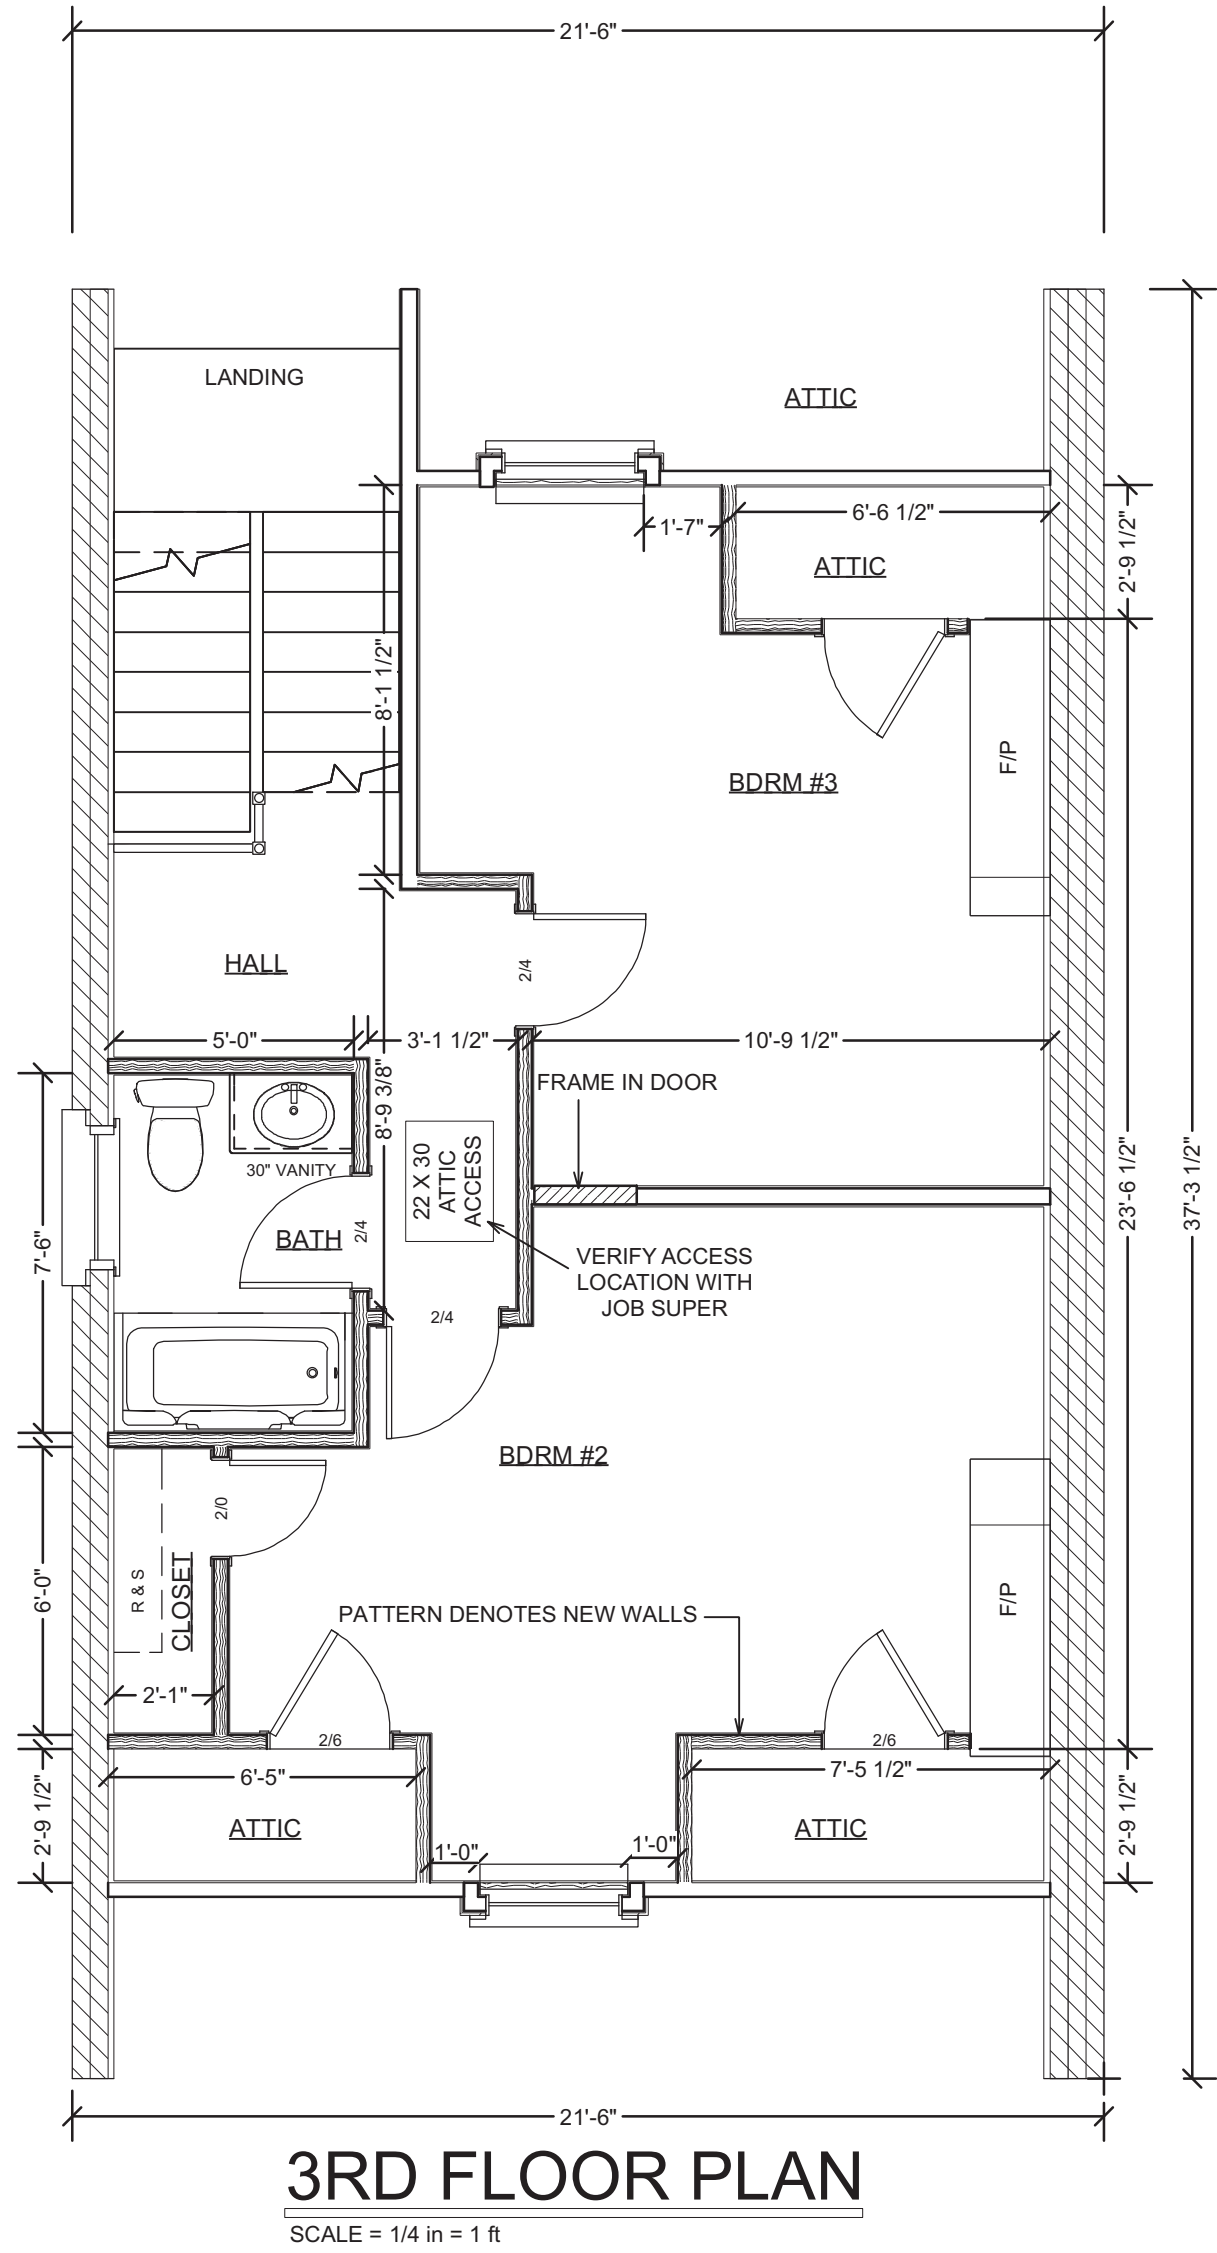 21'-6"
LANDING
ATTIC
6'-6 1/2"
1'-7"
2'-9 1/2"
ATTIC
8'-1 1/2"
F/P
BDRM #3
HALL
2/4
5'-0"
3'-1 1/2"
10'-9 1/2"
8'-9 3/8"
FRAME IN DOOR
30" VANITY
22 X 30
ATTIC
ACCESS
23'-6 1/2"
37'-3 1/2"
7'-6"
BATH
2/4
VERIFY ACCESS
LOCATION WITH
JOB SUPER
2/4
BDRM #2
2/0
6'-0"
R & S
CLOSET
F/P
PATTERN DENOTES NEW WALLS
2'-1"
2/6
2/6
6'-5"
7'-5 1/2"
2'-9 1/2"
ATTIC
ATTIC
2'-9 1/2"
1'-0"
1'-0"
21'-6"
3RD FLOOR PLAN
SCALE = 1/4 in = 1 ft